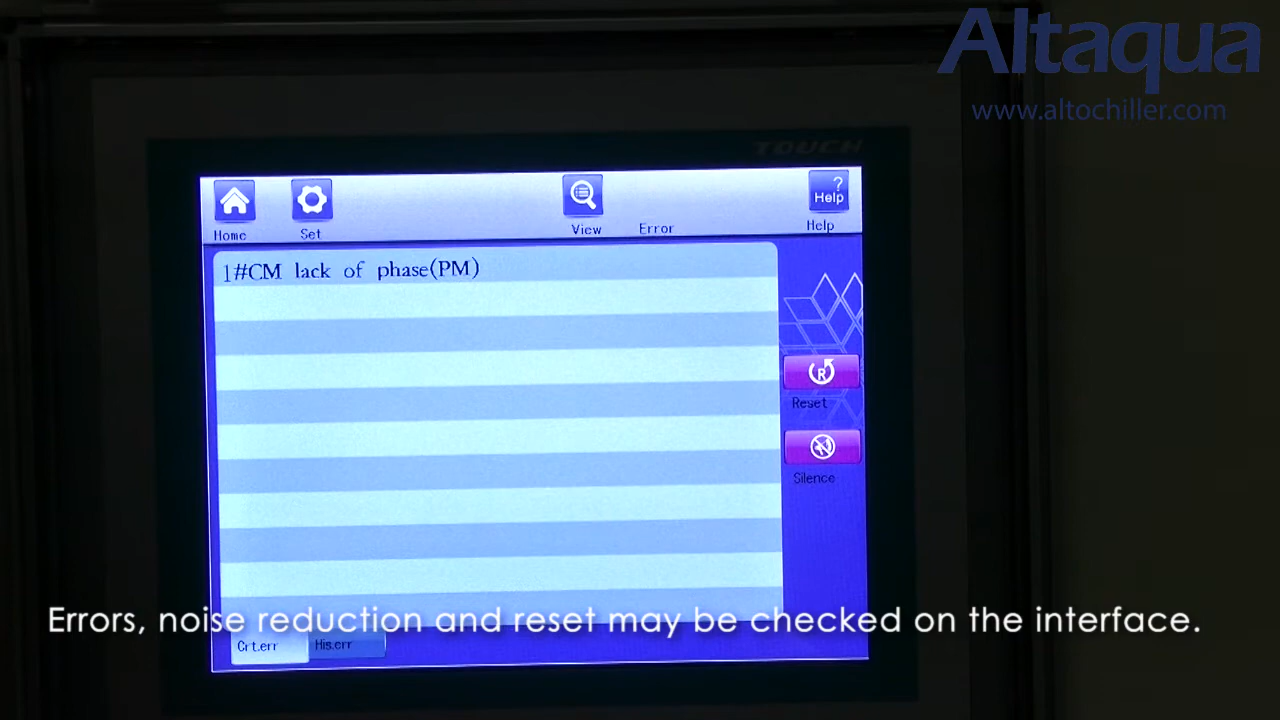 Altaqua
www.altochiller.com
TOUCH
Home
Set
View
Error
? Help
Help
1#CM lack of phase(PM)
R
Reset
Silence
Errors, noise reduction and reset may be checked on the interface.
Crt.err
His.err